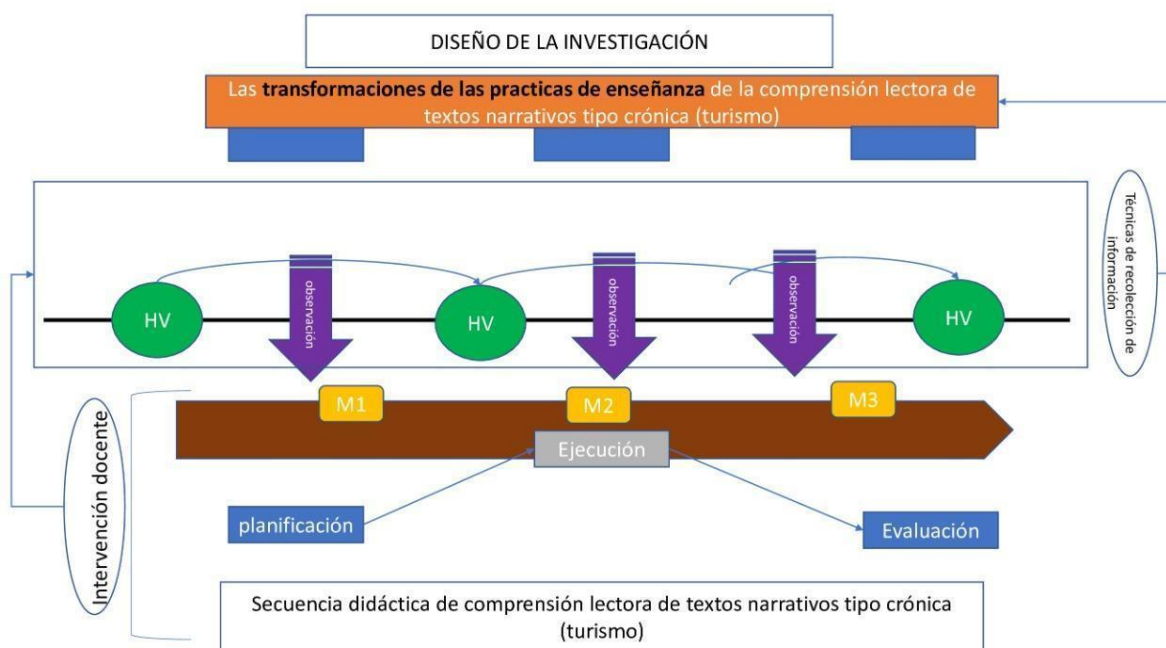 DISEÑO DE LA INVESTIGACIÓN
Las transformaciones de las practicas de enseñanza de la comprensión lectora de
textos narrativos tipo crónica (turismo)
Técnicas de recolección de
información
observación
observación
observación
HV
HV
HV
M1
M2
M3
Ejecución
Intervención docente
planificación
Evaluación
Secuencia didáctica de comprensión lectora de textos narrativos tipo crónica
(turismo)